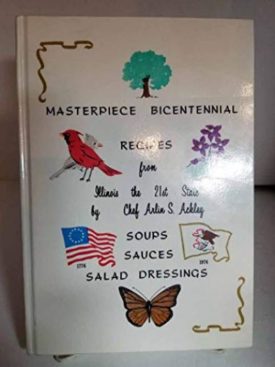 MASTERPIECE BICENTENNIAL
RECIPES
from
Illinois the 21st State
by Chef Arlin S. Ackley
1776
1976
SOUPS
SAUCES
SALAD DRESSINGS